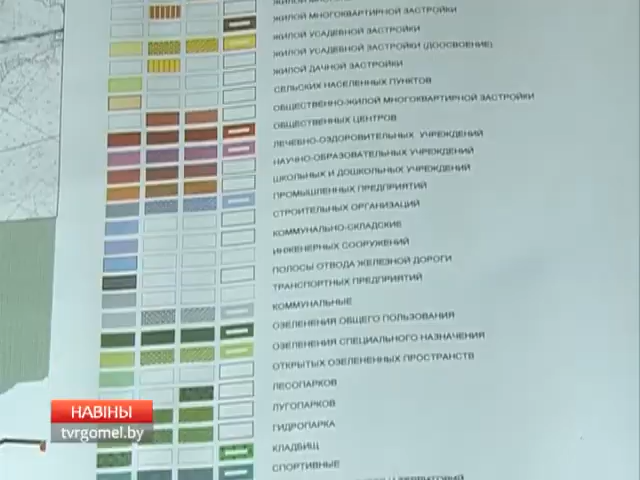 ЖИЛОЙ МНОГОКВАРТИРНОЙ ЗАСТРОЙКИ
ЖИЛОЙ УСАДЕБНОЙ ЗАСТРОЙКИ
ЖИЛОЙ УСАДЕБНОЙ ЗАСТРОЙКИ (ДООСВОЕНИЕ)
ЖИЛОЙ ДАЧНОЙ ЗАСТРОЙКИ
СЕЛЬСКИХ НАСЕЛЕННЫХ ПУНКТОВ
ОБЩЕСТВЕННО-ЖИЛОЙ МНОГОКВАРТИРНОЙ ЗАСТРОЙКИ
ОБЩЕСТВЕННЫХ ЦЕНТРОВ
ЛЕЧЕБНО-ОЗДОРОВИТЕЛЬНЫХ УЧРЕЖДЕНИЙ
НАУЧНО-ОБРАЗОВАТЕЛЬНЫХ УЧРЕЖДЕНИЙ
ШКОЛЬНЫХ И ДОШКОЛЬНЫХ УЧРЕЖДЕНИЙ
ПРОМЫШЛЕННЫХ ПРЕДПРИЯТИЙ
СТРОИТЕЛЬНЫХ ОРГАНИЗАЦИЙ
КОММУНАЛЬНО-СКЛАДСКИЕ
ИНЖЕНЕРНЫХ СООРУЖЕНИЙ
ПОЛОСЫ ОТВОДА ЖЕЛЕЗНОЙ ДОРОГИ
ТРАНСПОРТНЫХ ПРЕДПРИЯТИЙ
КОММУНАЛЬНЫЕ
ОЗЕЛЕНЕНИЯ ОБЩЕГО ПОЛЬЗОВАНИЯ
ОЗЕЛЕНЕНИЯ СПЕЦИАЛЬНОГО НАЗНАЧЕНИЯ
ОТКРЫТЫХ ОЗЕЛЕНЕННЫХ ПРОСТРАНСТВ
ЛЕСОПАРКОВ
ЛУГОПАРКОВ
ГИДРОПАРКА
КЛАДБИЩ
СПОРТИВНЫЕ
НАВІНЫ
tvrgomel.by